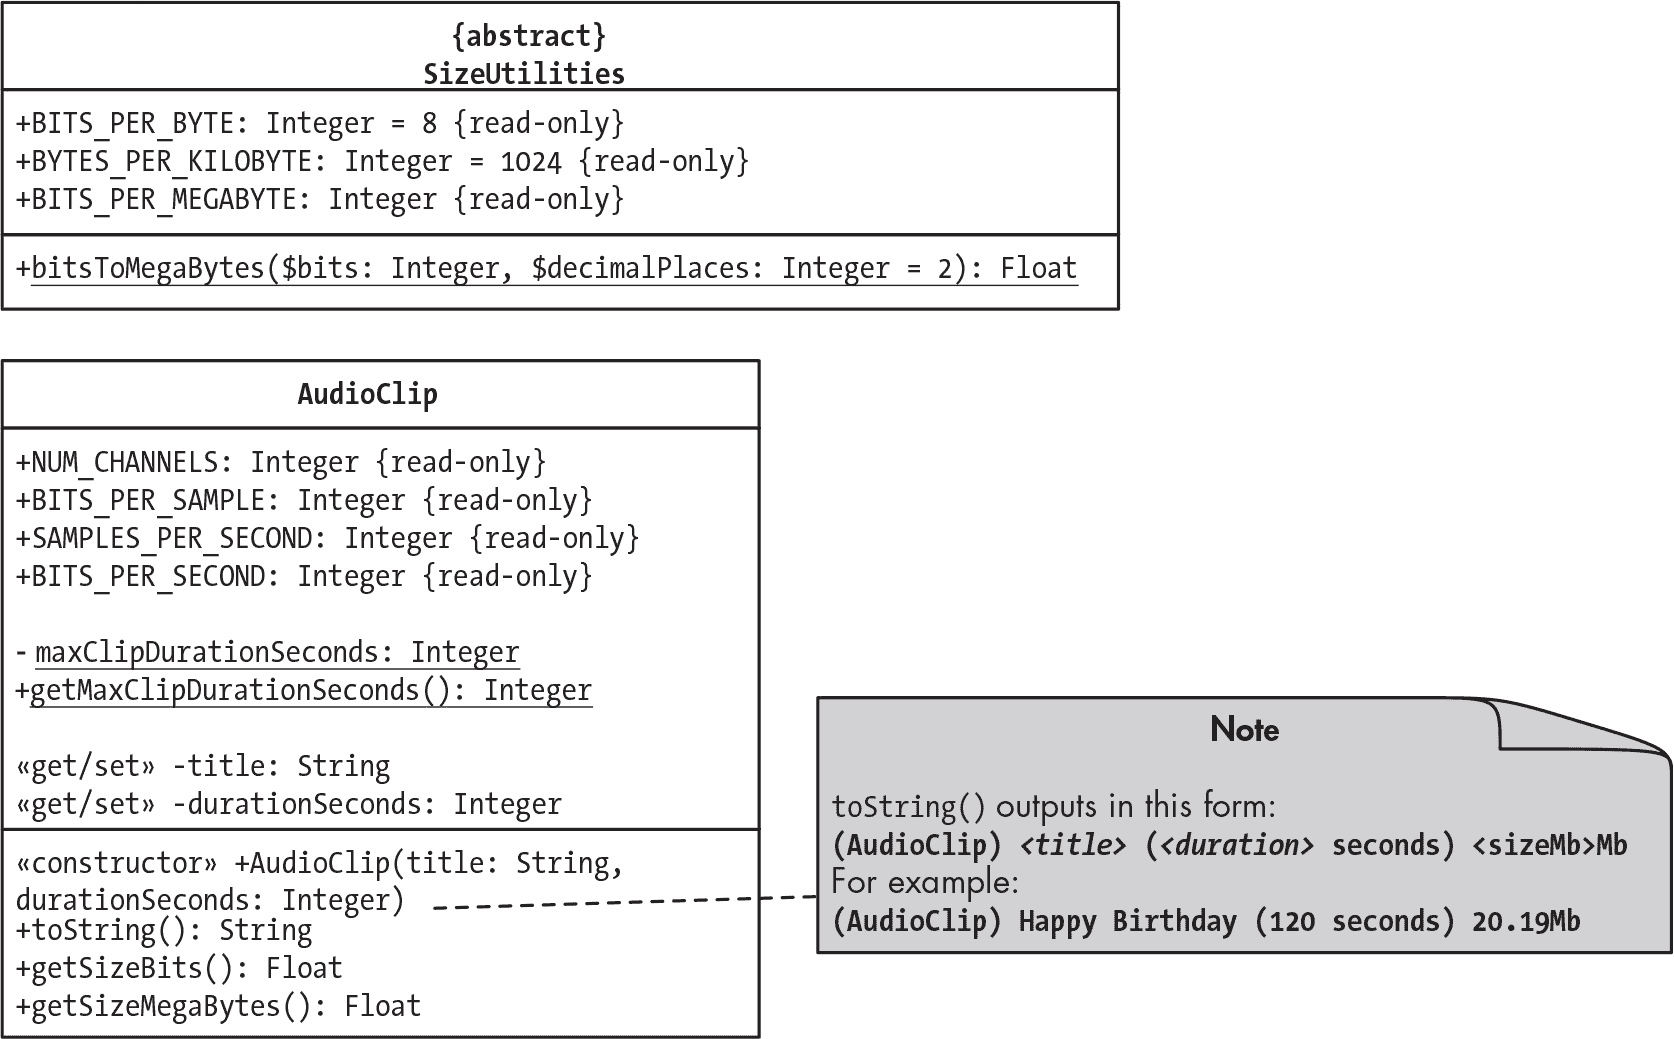 {abstract}
SizeUtilities
+BITS_PER_BYTE: Integer = 8 {read-only}
+BYTES_PER_KILOBYTE: Integer = 1024 {read-only}
+BITS_PER_MEGABYTE: Integer {read-only}
+bitsToMegaBytes($bits: Integer, $decimalPlaces: Integer = 2): Float
AudioClip
+NUM_CHANNELS: Integer {read-only}
+BITS_PER_SAMPLE: Integer {read-only}
+SAMPLES_PER_SECOND: Integer {read-only}
+BITS_PER_SECOND: Integer {read-only}
- maxClipDurationSeconds: Integer
+getMaxClipDurationSeconds(): Integer
«get/set» -title: String
«get/set» -durationSeconds: Integer
«constructor» +AudioClip(title: String,
durationSeconds: Integer)
+toString(): String
+getSizeBits(): Float
+getSizeMegaBytes(): Float
Note
toString() outputs in this form:
(AudioClip) <title> (<duration> seconds) <sizeMb>Mb
For example:
(AudioClip) Happy Birthday (120 seconds) 20.19Mb